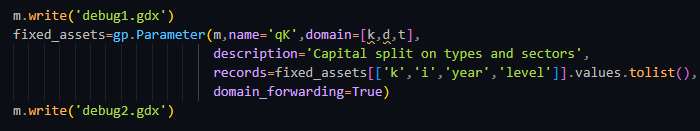 m.write('debug1.gdx')
fixed_assets=gp.Parameter(m,name='qK',domain=[k,d,t],
description='Capital split on types and sectors',
records=fixed_assets[['k','i','year','level']].values.tolist(),
domain_forwarding=True)
m.write('debug2.gdx')